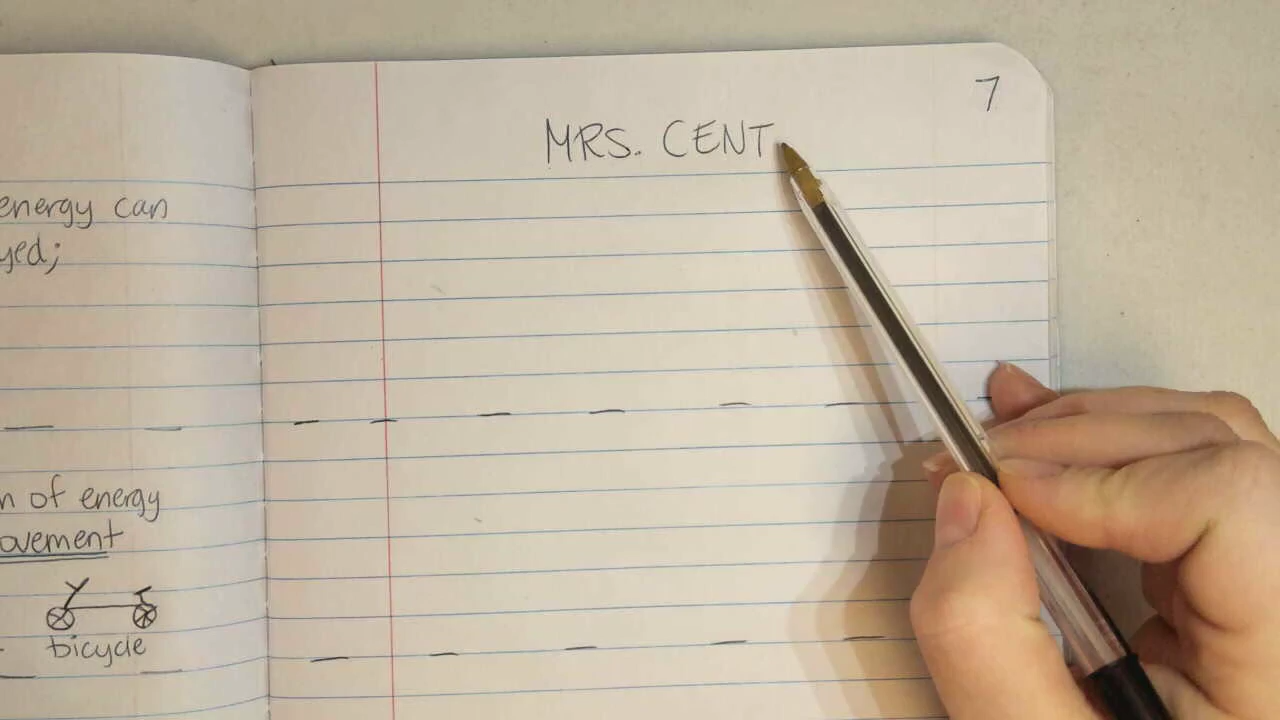 7
MRS. CENT
energy can
yed;
n of energy
ovement
bicycle